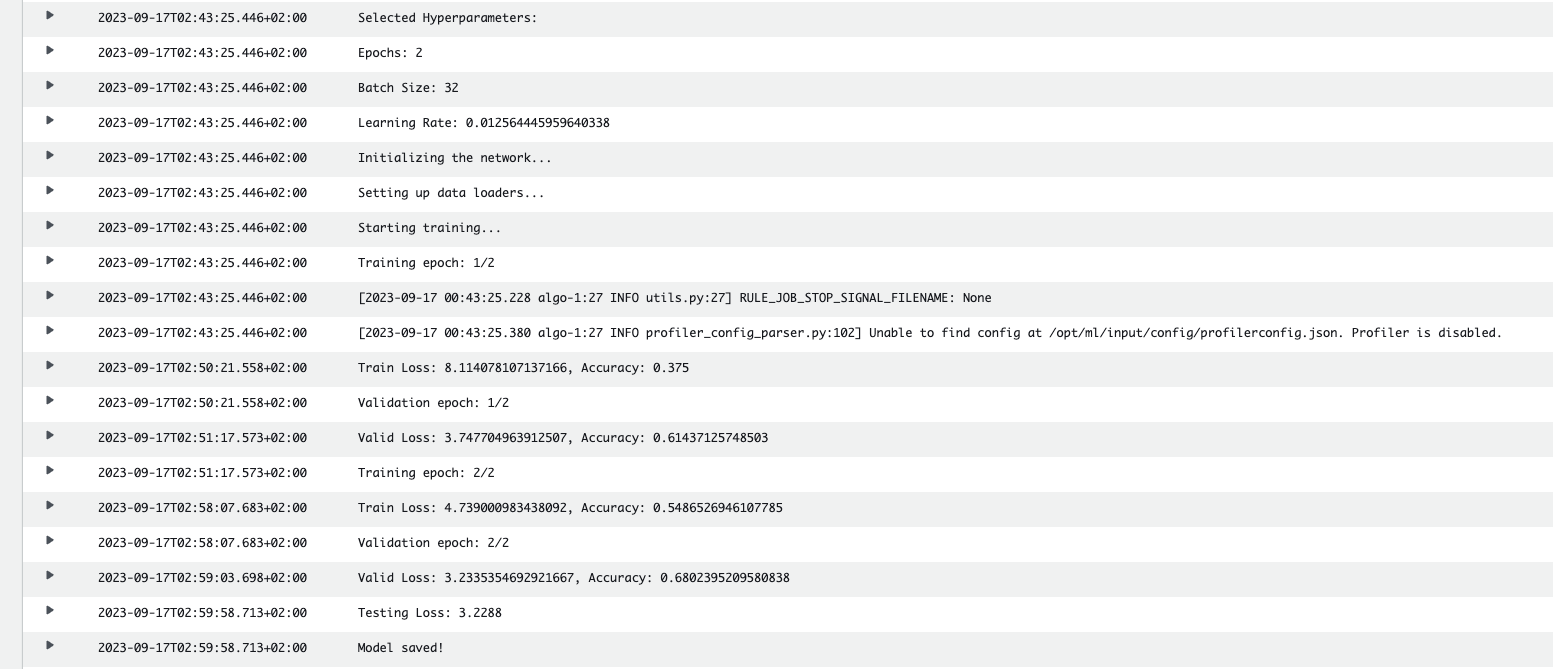 2023-09-17T02:43:25.446+02:00 Selected Hyperparameters:
2023-09-17T02:43:25.446+02:00 Epochs: 2
2023-09-17T02:43:25.446+02:00 Batch Size: 32
2023-09-17T02:43:25.446+02:00 Learning Rate: 0.012564445959640338
2023-09-17T02:43:25.446+02:00 Initializing the network...
2023-09-17T02:43:25.446+02:00 Setting up data loaders...
2023-09-17T02:43:25.446+02:00 Starting training...
2023-09-17T02:43:25.446+02:00 Training epoch: 1/2
2023-09-17T02:43:25.446+02:00 [2023-09-17 00:43:25.228 algo-1:27 INFO utils.py:27] RULE_JOB_STOP_SIGNAL_FILENAME: None
2023-09-17T02:43:25.446+02:00 [2023-09-17 00:43:25.380 algo-1:27 INFO profiler_config_parser.py:102] Unable to find config at /opt/ml/input/config/profilerconfig.json. Profiler is disabled.
2023-09-17T02:50:21.558+02:00 Train Loss: 8.114078107137166, Accuracy: 0.375
2023-09-17T02:50:21.558+02:00 Validation epoch: 1/2
2023-09-17T02:51:17.573+02:00 Valid Loss: 3.747704963912507, Accuracy: 0.61437125748503
2023-09-17T02:51:17.573+02:00 Training epoch: 2/2
2023-09-17T02:58:07.683+02:00 Train Loss: 4.739000983438092, Accuracy: 0.5486526946107785
2023-09-17T02:58:07.683+02:00 Validation epoch: 2/2
2023-09-17T02:59:03.698+02:00 Valid Loss: 3.2335354692921667, Accuracy: 0.6802395209580838
2023-09-17T02:59:58.713+02:00 Testing Loss: 3.2288
2023-09-17T02:59:58.713+02:00 Model saved!